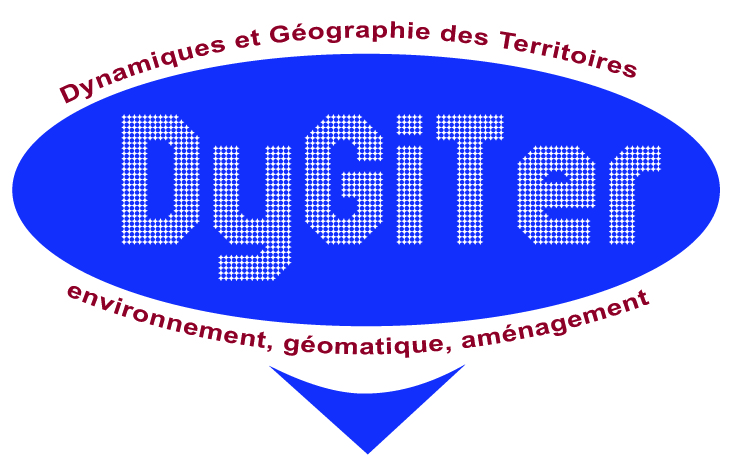 Dynamiques et Géographie des Territoires
DyGiTer
environnement, géomatique, aménagement